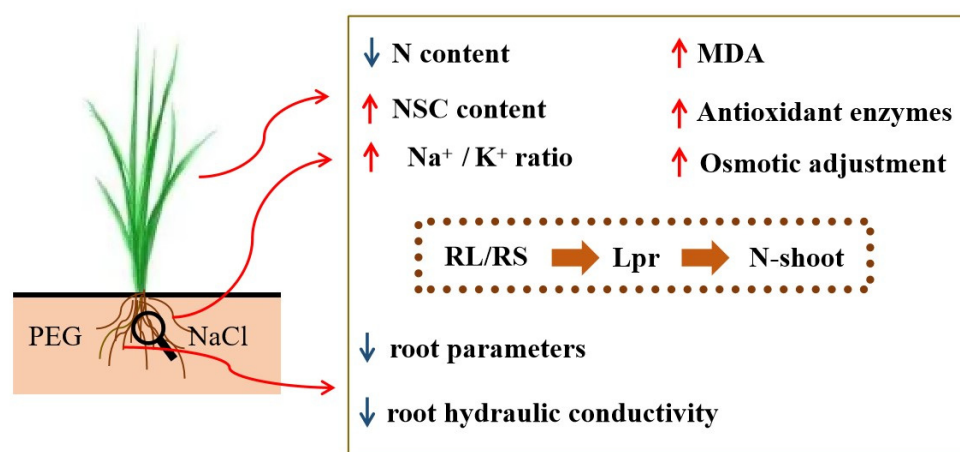 N content
MDA
NSC content
Antioxidant enzymes
Na⁺ / K⁺ ratio
Osmotic adjustment
RL/RS
Lpr
N-shoot
PEG
NaCl
root parameters
root hydraulic conductivity